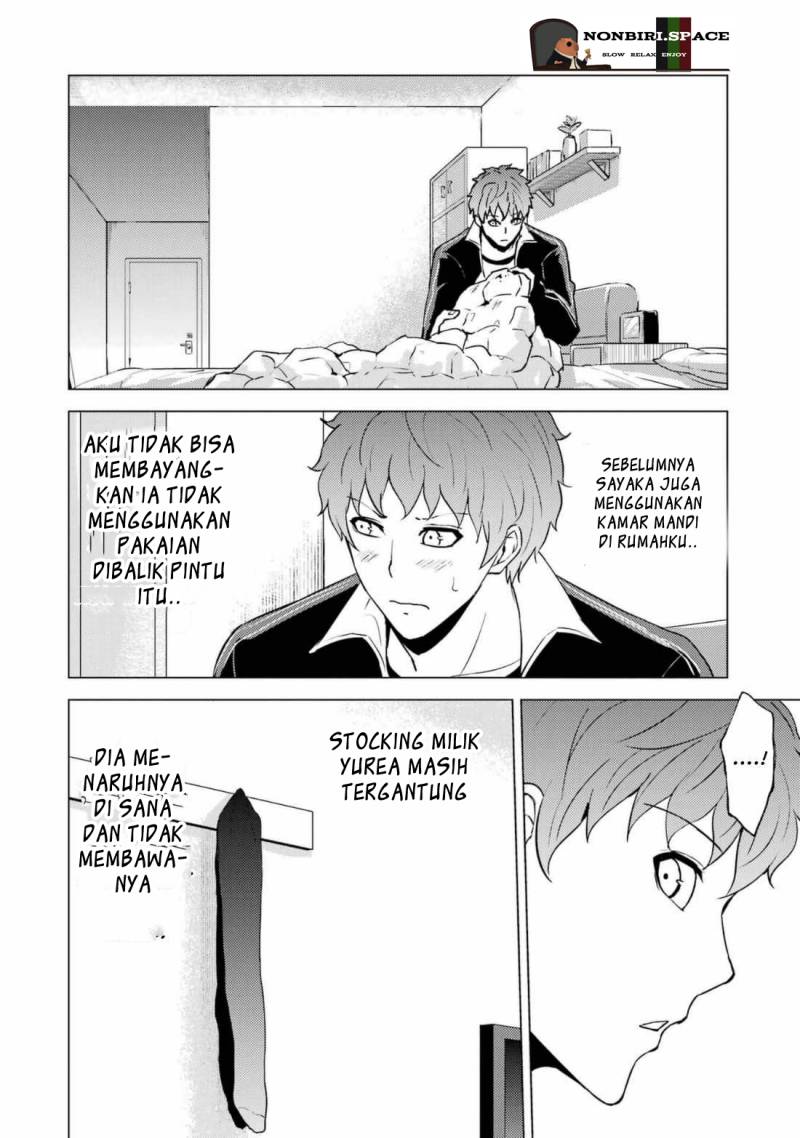 NONBIRI.SPACE
SLOW RELAX ENJOY
SEBELUMNYA
SAYAKA JUGA
MENGGUNAKAN
KAMAR MANDI
DI RUMAHKU..
AKU TIDAK BISA
MEMBAYANG-
KAN IA TIDAK
MENGGUNAKAN
PAKAIAN
DIBALIK PINTU
ITU..
....!
STOCKING MILIK
YUREA MASIH
TERGANTUNG
DIA ME-
NARUHNYA
DI SANA
DAN TIDAK
MEMBAWA-
NYA